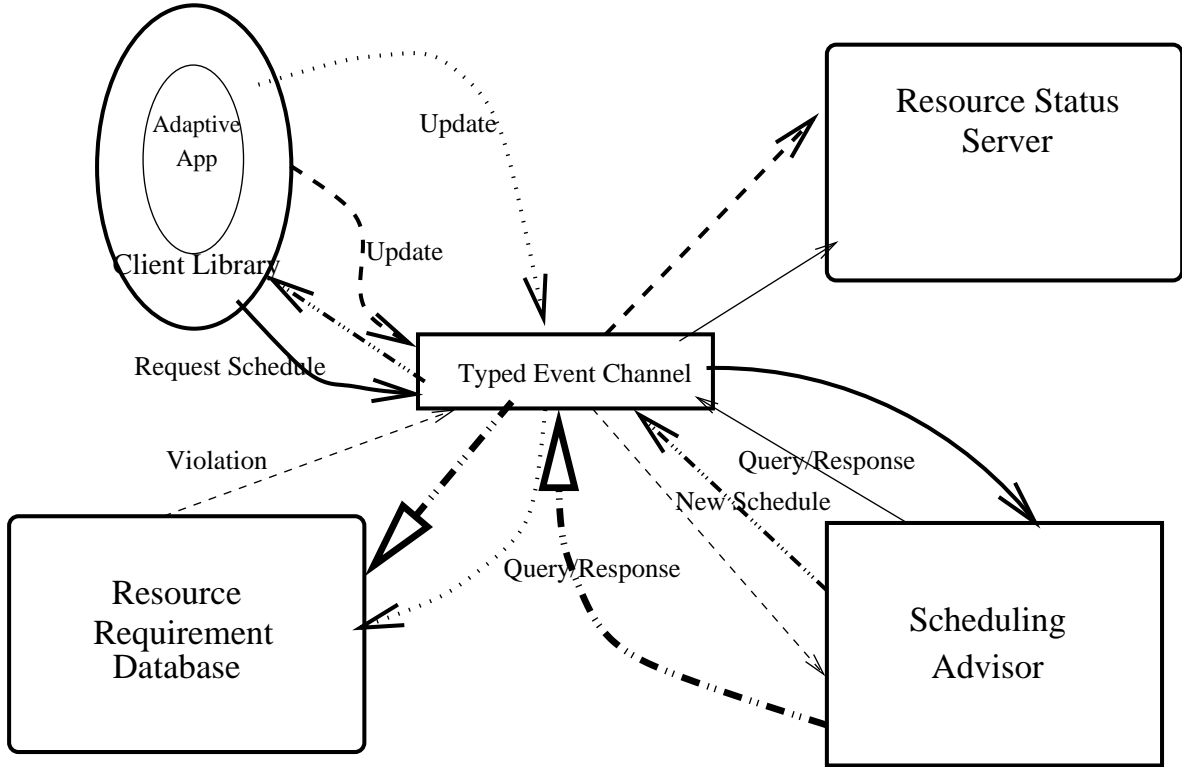 Adaptive
App
Client Library
Update
Update
Request Schedule
Resource Status
Server
Typed Event Channel
Violation
Query/Response
New Schedule
Query/Response
Resource
Requirement
Database
Scheduling
Advisor